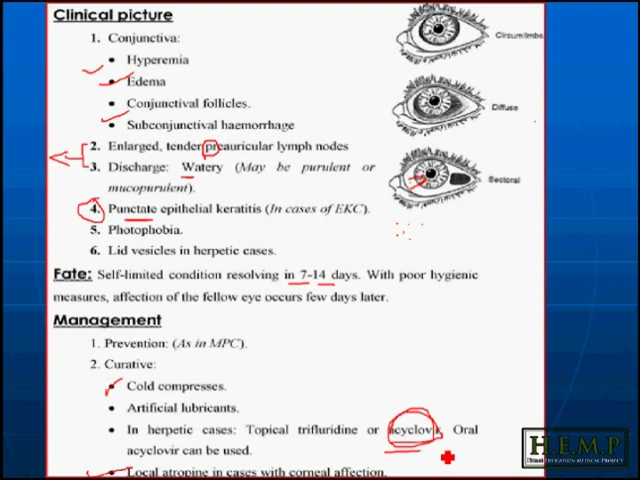 Clinical picture
1. Conjunctiva:
Circumlimbal
• Hyperemia
• Edema
• Conjunctival follicles.
Diffuse
• Subconjunctival haemorrhage
2. Enlarged, tender preauricular lymph nodes
3. Discharge: Watery (May be purulent or
mucopurulent).
Sectoral
4. Punctate epithelial keratitis (In cases of EKC).
5. Photophobia.
6. Lid vesicles in herpetic cases.
Fate: Self-limited condition resolving in 7-14 days. With poor hygienic
measures, affection of the fellow eye occurs few days later.
Management
1. Prevention: (As in MPC).
2. Curative:
• Cold compresses.
• Artificial lubricants.
• In herpetic cases: Topical trifluridine or acyclovir. Oral
acyclovir can be used.
• Local atropine in cases with corneal affection.
H.E.M.P